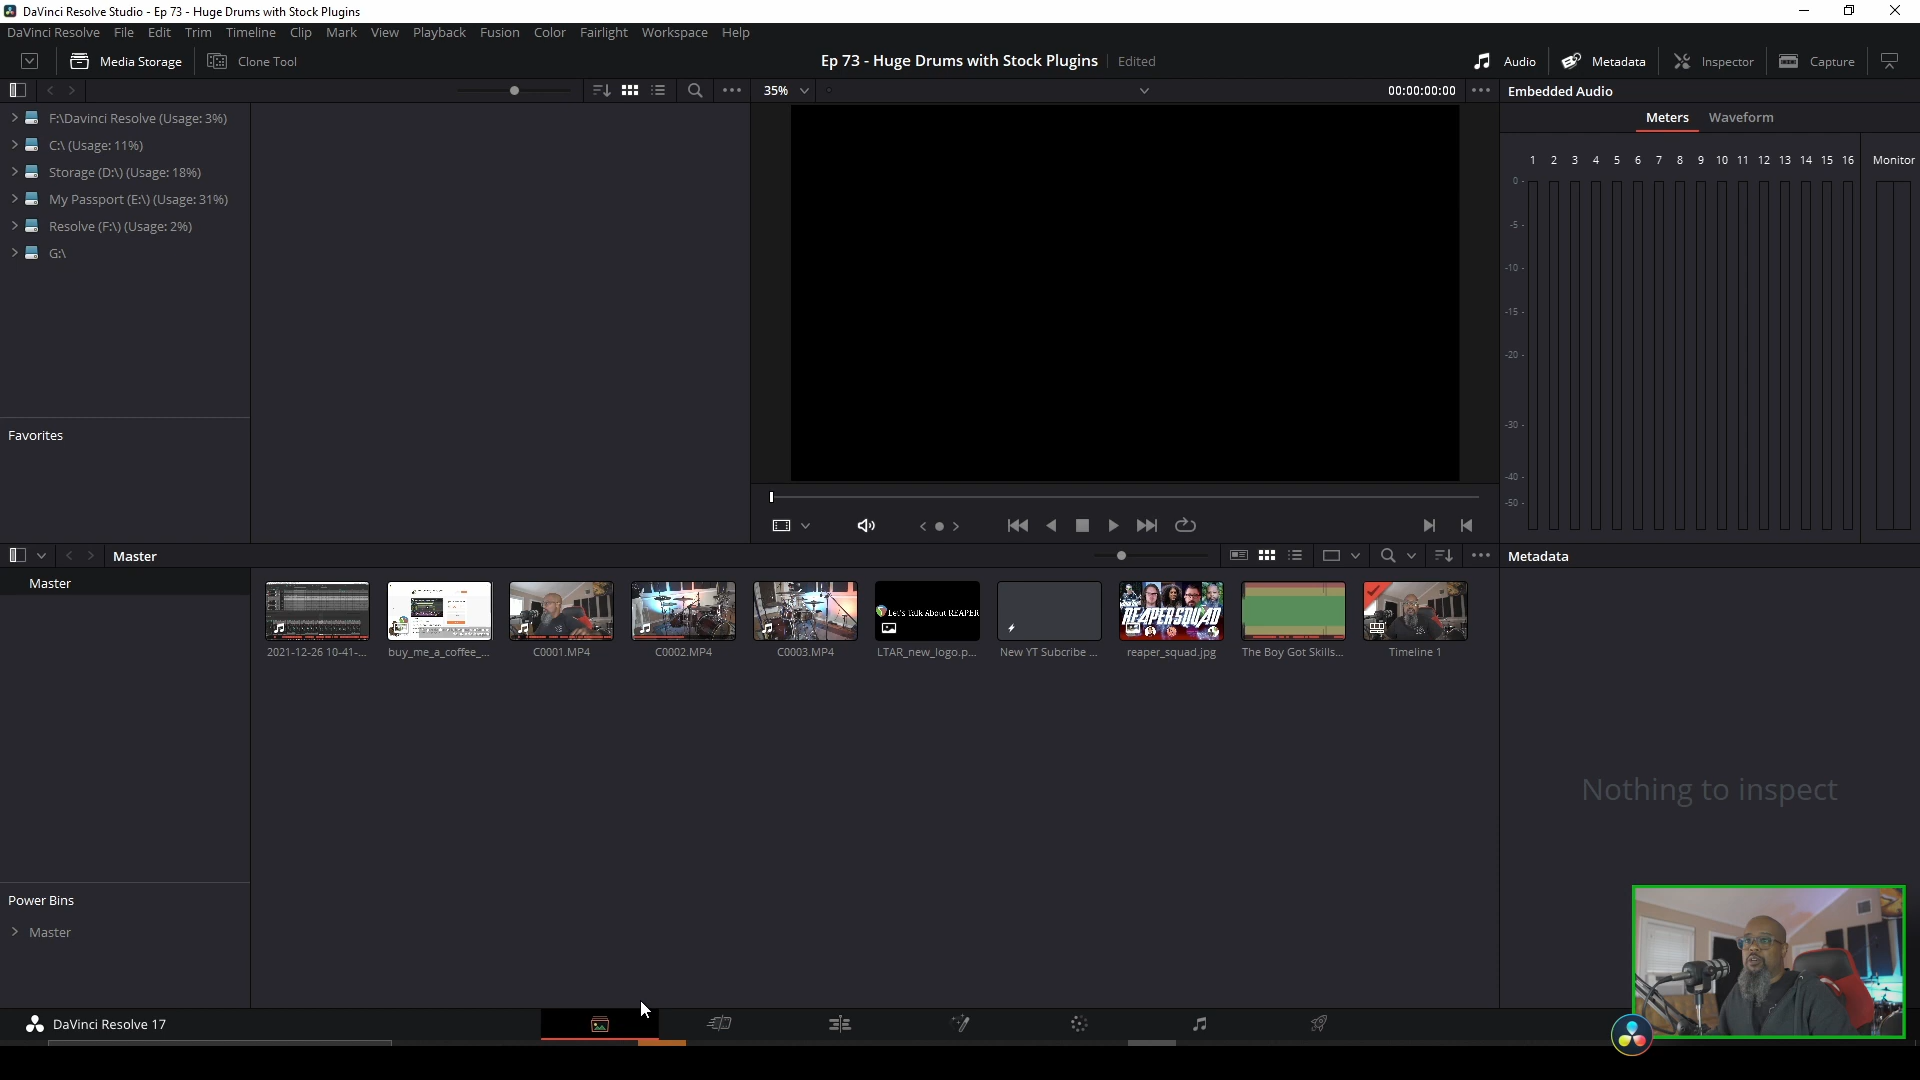 DaVinci Resolve Studio - Ep 73 - Huge Drums with Stock Plugins
DaVinci Resolve File Edit Trim Timeline Clip Mark View Playback Fusion Color Fairlight Workspace Help
Media Storage Clone Tool Ep 73 - Huge Drums with Stock Plugins Edited Audio Metadata Inspector Capture
35% 00:00:00:00 Embedded Audio
F:\Davinci Resolve (Usage: 3%)
C:\ (Usage: 11%)
Storage (D:\) (Usage: 18%)
My Passport (E:\) (Usage: 31%)
Resolve (F:\) (Usage: 2%)
G:\
Meters Waveform
1 2 3 4 5 6 7 8 9 10 11 12 13 14 15 16 Monitor
0 -
-5 -
-10 -
-15 -
-20 -
-30 -
-40 -
-50 -
Favorites
Master Metadata
Master
Let's Talk About REAPER
REAPERSQUAD
2021-12-26 10-41-... buy_me_a_coffee_... C0001.MP4 C0002.MP4 C0003.MP4 LTAR_new_logo.p... New YT Subcribe ... reaper_squad.jpg The Boy Got Skills... Timeline 1
Nothing to inspect
Power Bins
Master
DaVinci Resolve 17